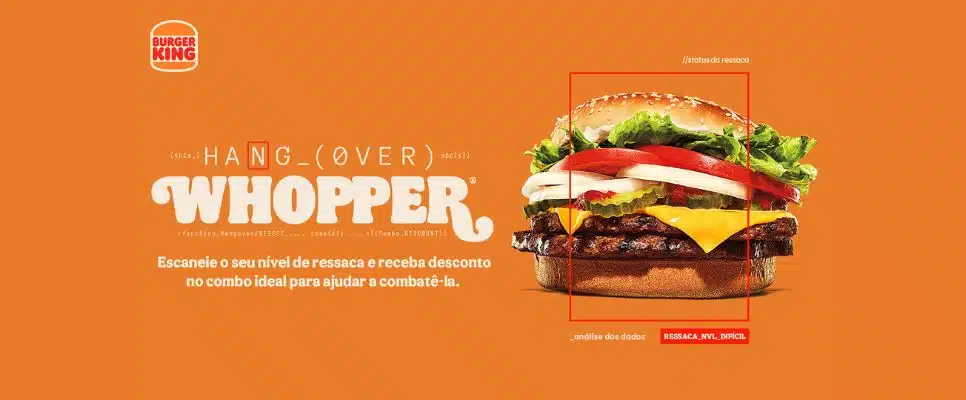 BURGER
KING
//status da ressaca
HANG_(0VER)
WHOPPER®
Escaneie o seu nível de ressaca e receba desconto
no combo ideal para ajudar a combatê-la.
_análise dos dados
RESSACA_NVL_DIFÍCIL